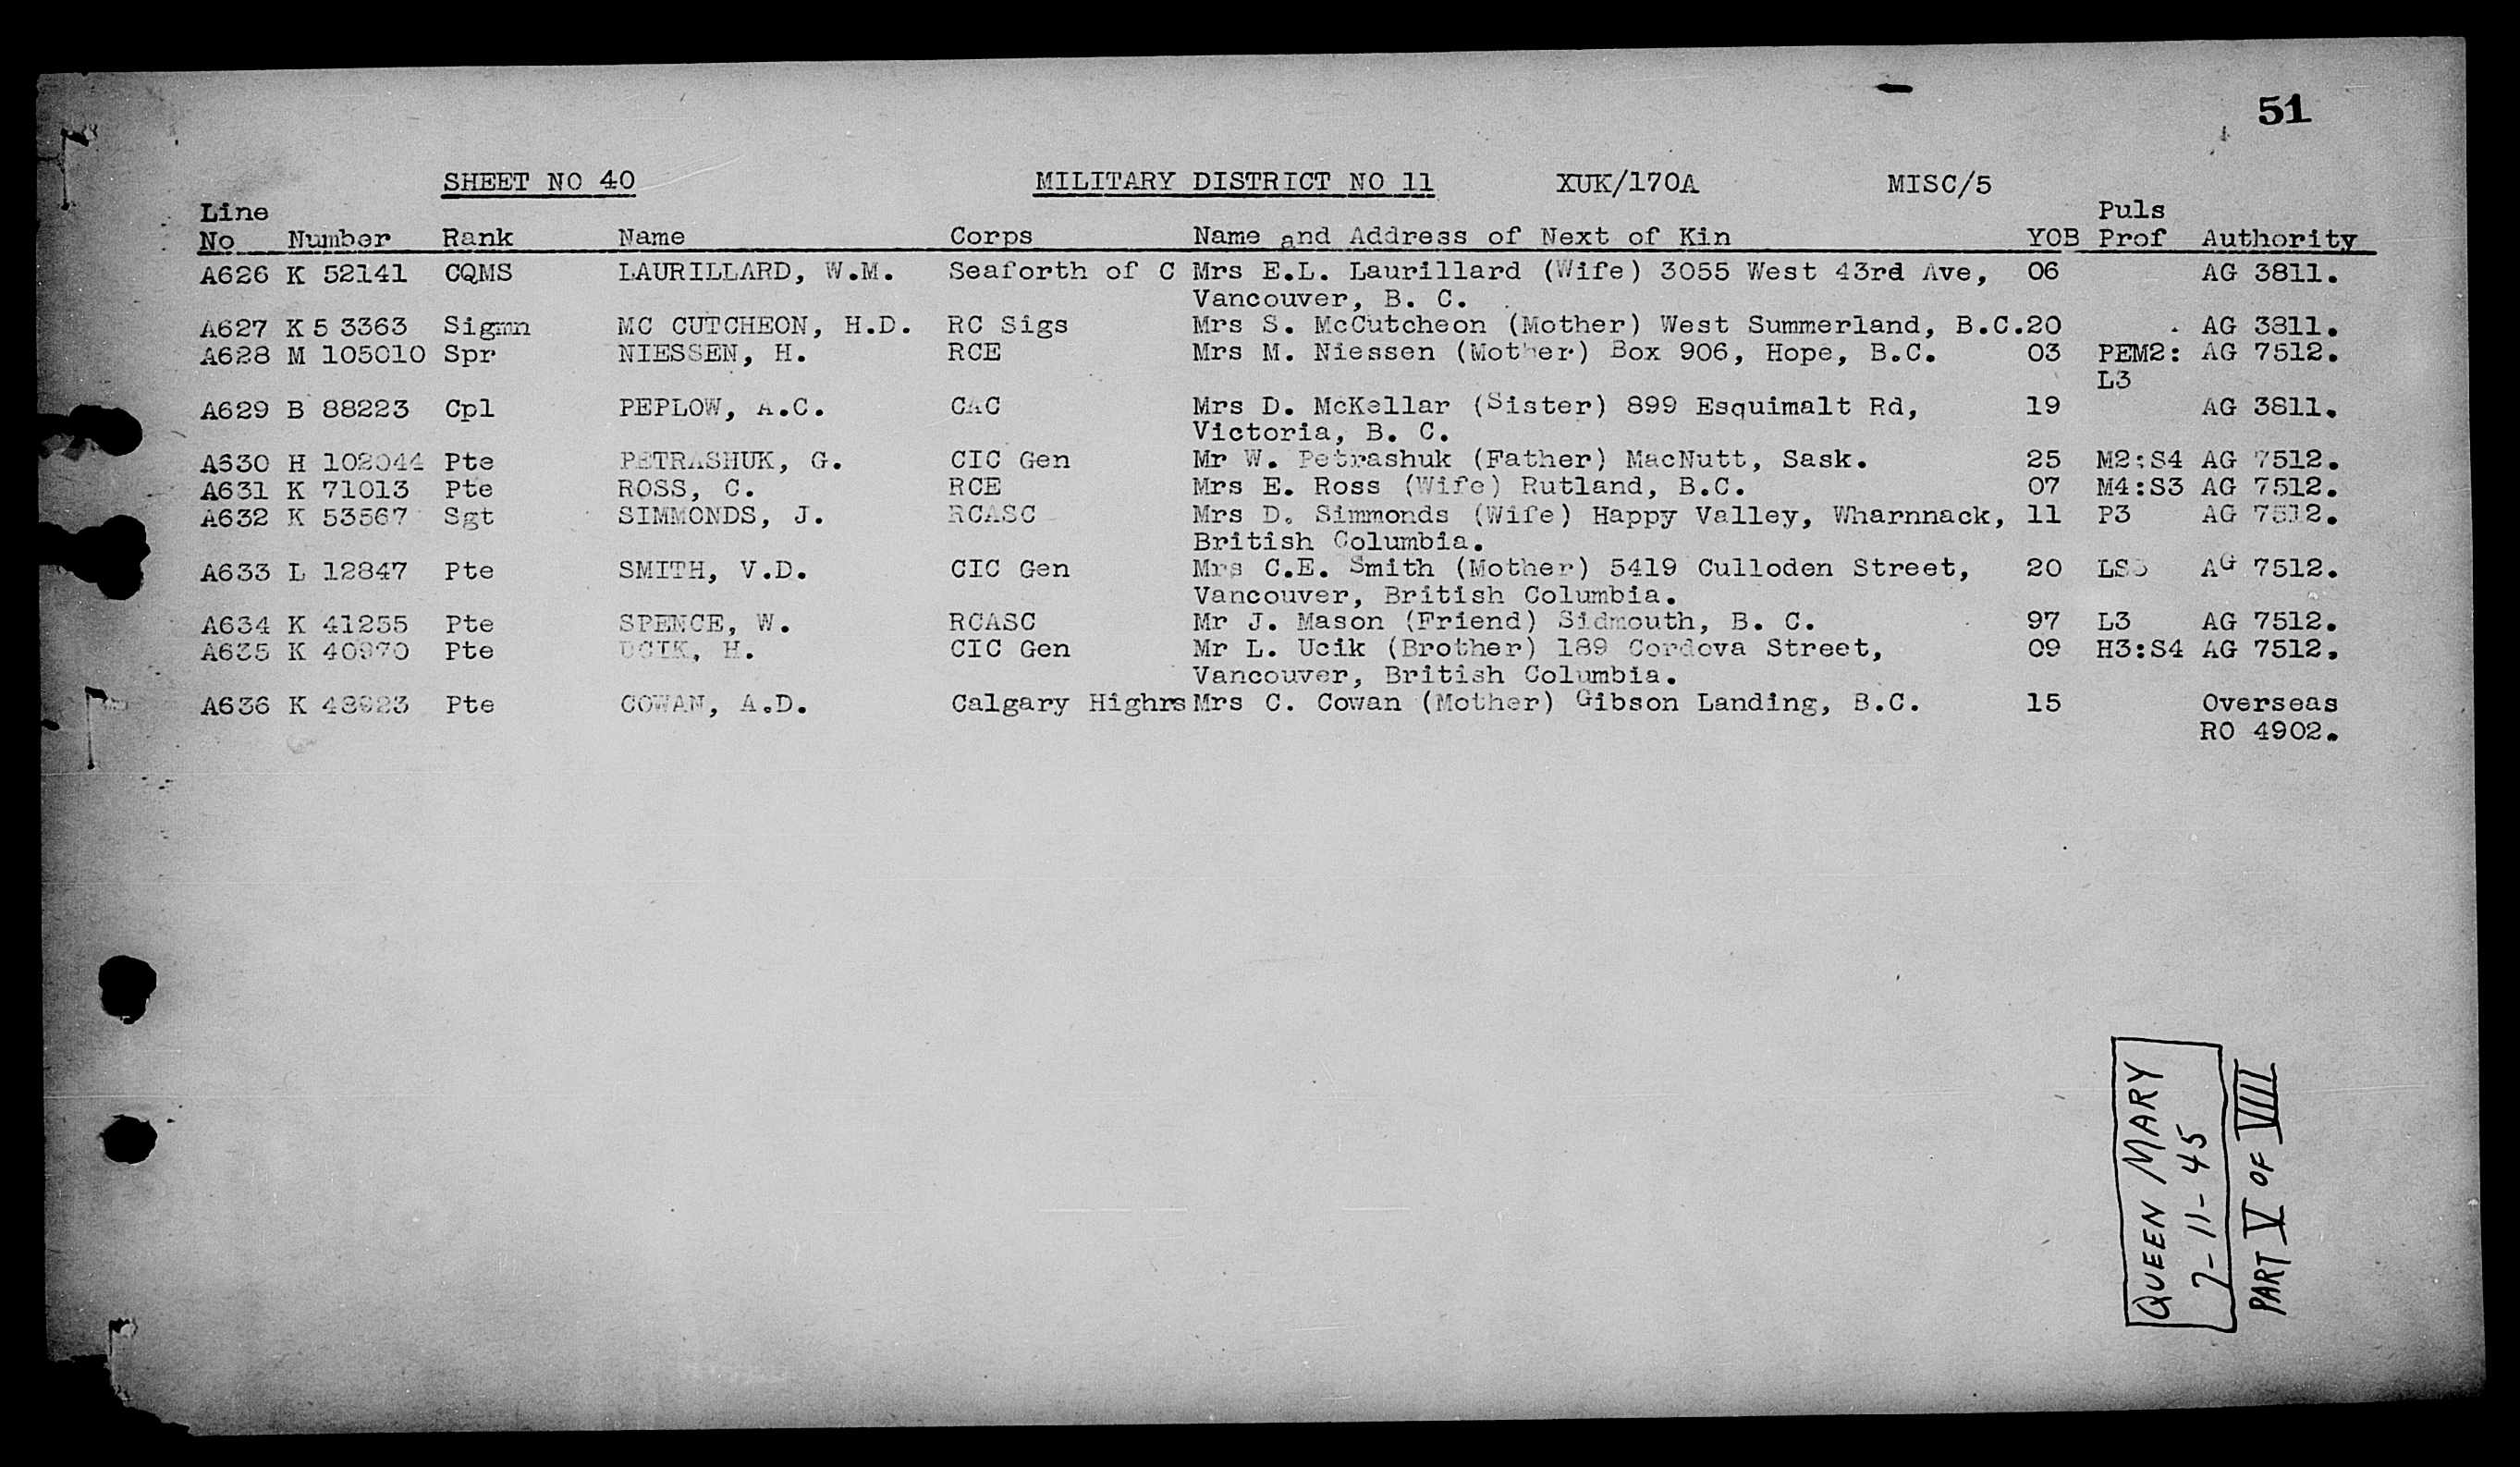 51
SHEET NO 40 MILITARY DISTRICT NO 11 XUK/170A MISC/5
Line Puls
No Number Rank Name Corps Name and Address of Next of Kin YOB Prof Authority
A626 K 52141 CQMS LAURILLARD, W.M. Seaforth of C Mrs E.L. Laurillard (Wife) 3055 West 43rd Ave, 06 AG 3811.
Vancouver, B. C.
A627 K 5 3363 Sigmn MC CUTCHEON, H.D. RC Sigs Mrs S. McCutcheon (Mother) West Summerland, B.C. 20 AG 3811.
A628 M 105010 Spr NIESSEN, H. RCE Mrs M. Niessen (Mother) Box 906, Hope, B.C. 03 PEM2: AG 7512.
L3
A629 B 88223 Cpl PEPLOW, A.C. CAC Mrs D. McKellar (Sister) 899 Esquimalt Rd, 19 AG 3811.
Victoria, B. C.
A630 H 102044 Pte PETRASHUK, G. CIC Gen Mr W. Petrashuk (Father) MacNutt, Sask. 25 M2:S4 AG 7512.
A631 K 71013 Pte ROSS, C. RCE Mrs E. Ross (Wife) Rutland, B.C. 07 M4:S3 AG 7512.
A632 K 53567 Sgt SIMMONDS, J. RCASC Mrs D. Simmonds (Wife) Happy Valley, Wharnnack, 11 P3 AG 7512.
British Columbia.
A633 L 12847 Pte SMITH, V.D. CIC Gen Mrs C.E. Smith (Mother) 5419 Culloden Street, 20 AG 7512.
Vancouver, British Columbia.
A634 K 41255 Pte SPENCE, W. RCASC Mr J. Mason (Friend) Sidmouth, B. C. 97 L3 AG 7512.
A635 K 40970 Pte UCIK, H. CIC Gen Mr L. Ucik (Brother) 189 Cordova Street, 09 H3:S4 AG 7512.
Vancouver, British Columbia.
A636 K Pte COWAN, A.D. Calgary Highrs Mrs C. Cowan (Mother) Gibson Landing, B.C. 15 Overseas
RO 4902.
QUEEN MARY
7-11-45
PART V OF VIII